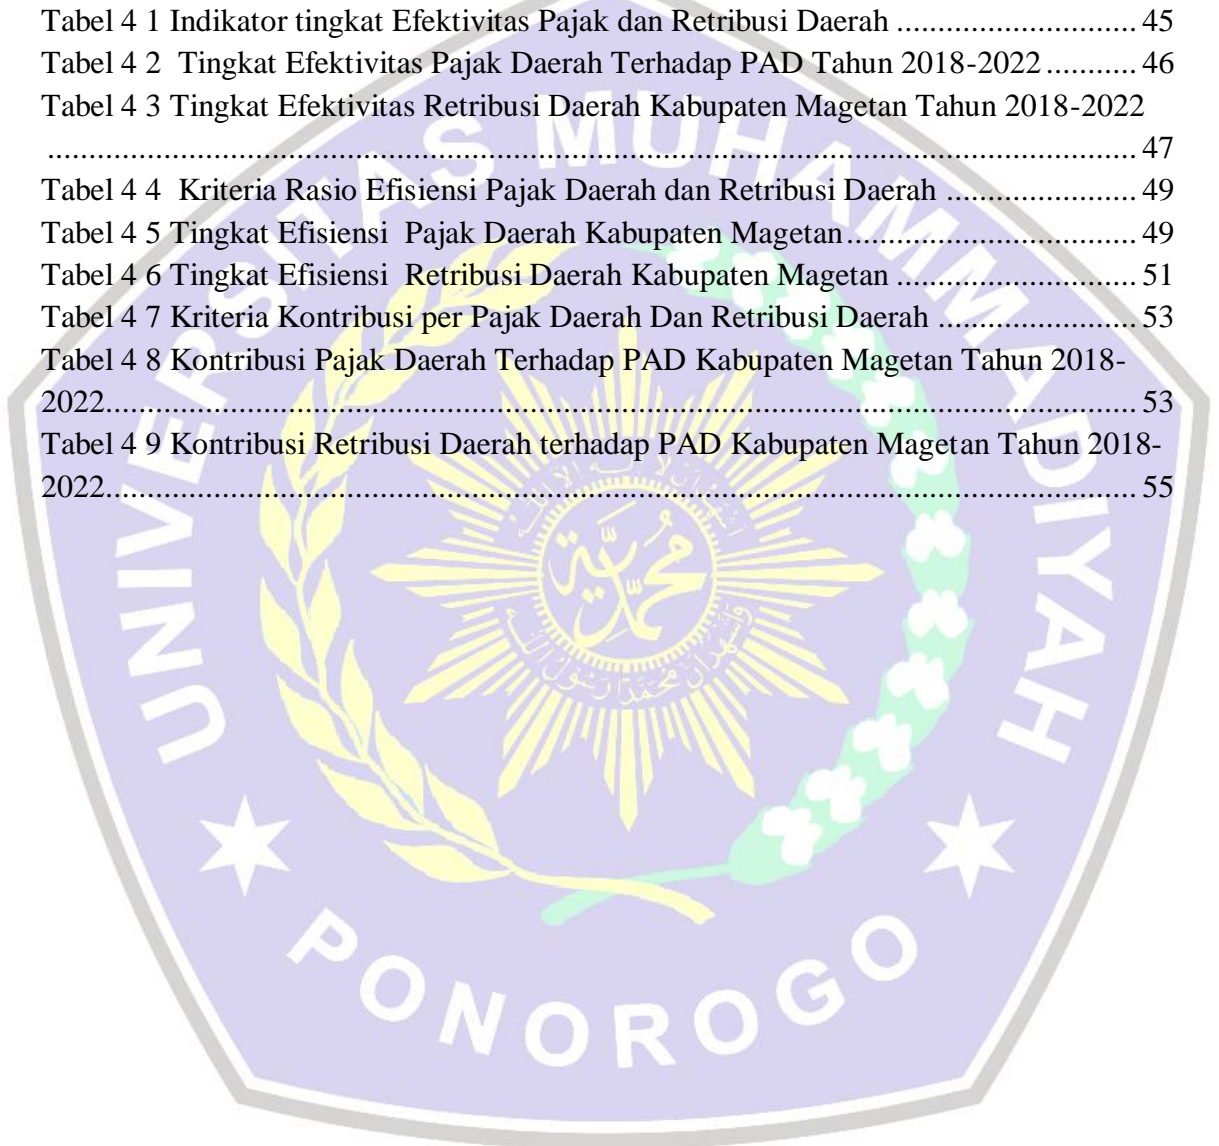 Tabel 4 1 Indikator tingkat Efektivitas Pajak dan Retribusi Daerah ............................. 45
Tabel 4 2  Tingkat Efektivitas Pajak Daerah Terhadap PAD Tahun 2018-2022 ........... 46
Tabel 4 3 Tingkat Efektivitas Retribusi Daerah Kabupaten Magetan Tahun 2018-2022
.................................................................................................................................... 47
Tabel 4 4  Kriteria Rasio Efisiensi Pajak Daerah dan Retribusi Daerah ....................... 49
Tabel 4 5 Tingkat Efisiensi  Pajak Daerah Kabupaten Magetan................................... 49
Tabel 4 6 Tingkat Efisiensi  Retribusi Daerah Kabupaten Magetan ............................. 51
Tabel 4 7 Kriteria Kontribusi per Pajak Daerah Dan Retribusi Daerah ........................ 53
Tabel 4 8 Kontribusi Pajak Daerah Terhadap PAD Kabupaten Magetan Tahun 2018-
2022............................................................................................................................. 53
Tabel 4 9 Kontribusi Retribusi Daerah terhadap PAD Kabupaten Magetan Tahun 2018-
2022............................................................................................................................. 55
UNIVERSITAS MUHAMMADIYAH
محمدية
PONOROGO